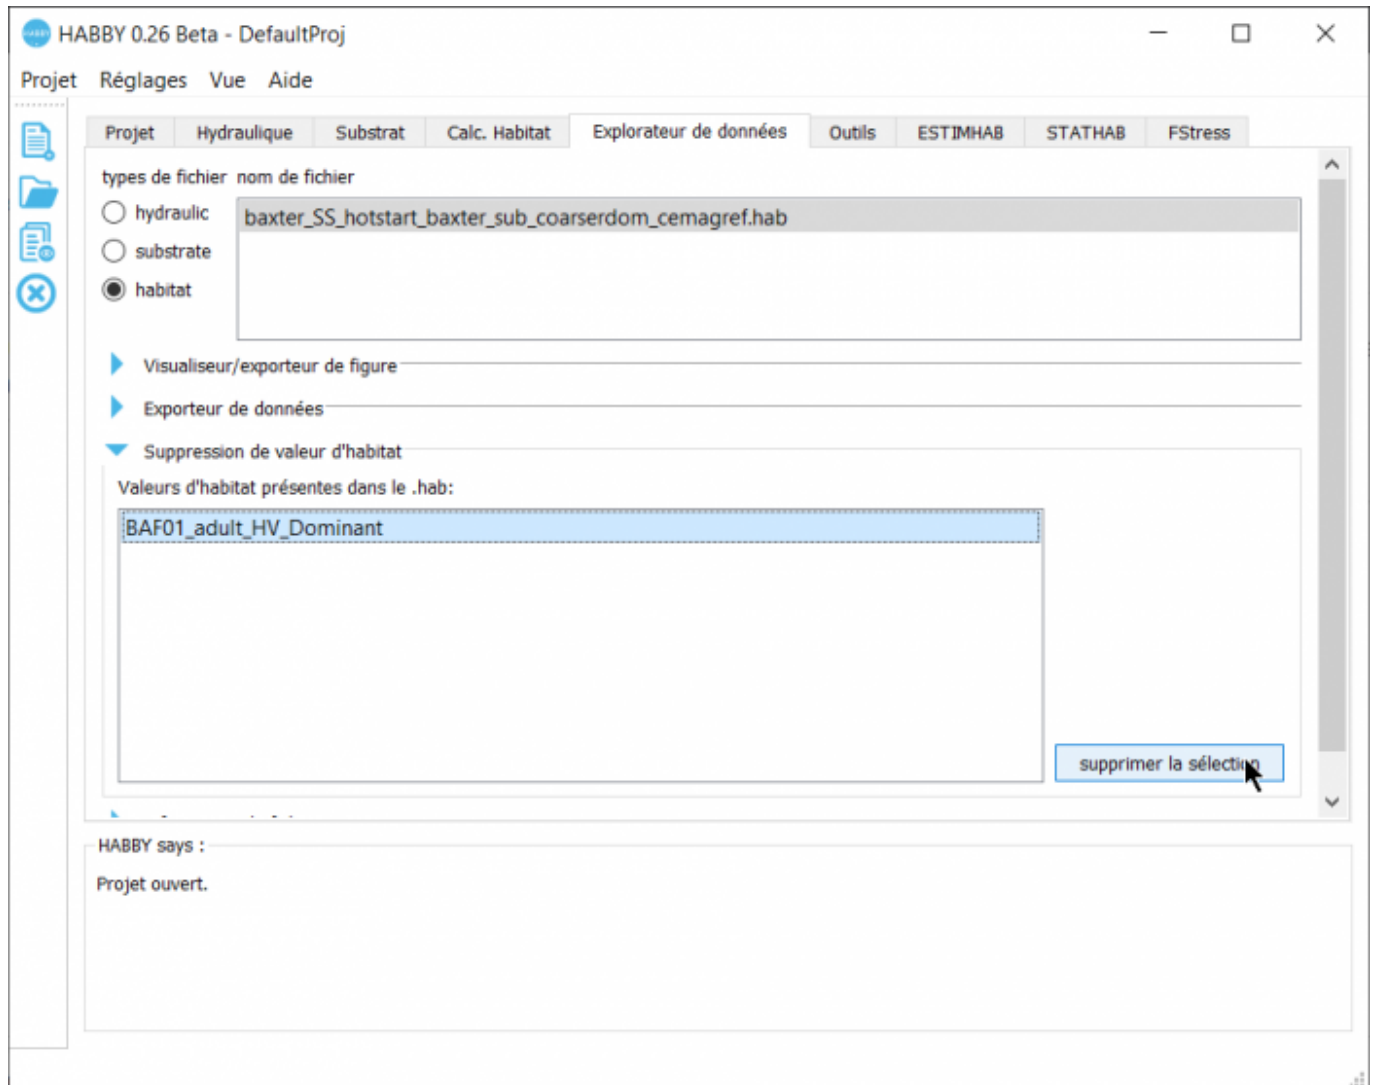 HABBY 0.26 Beta - DefaultProj
Projet Réglages Vue Aide
Projet Hydraulique Substrat Calc. Habitat Explorateur de données Outils ESTIMHAB STATHAB FStress
types de fichier nom de fichier
hydraulic baxter_SS_hotstart_baxter_sub_coarserdom_cemagref.hab
substrate
habitat
Visualiseur/exporteur de figure
Exporteur de données
Suppression de valeur d'habitat
Valeurs d'habitat présentes dans le .hab:
BAF01_adult_HV_Dominant
supprimer la sélection
HABBY says :
Projet ouvert.